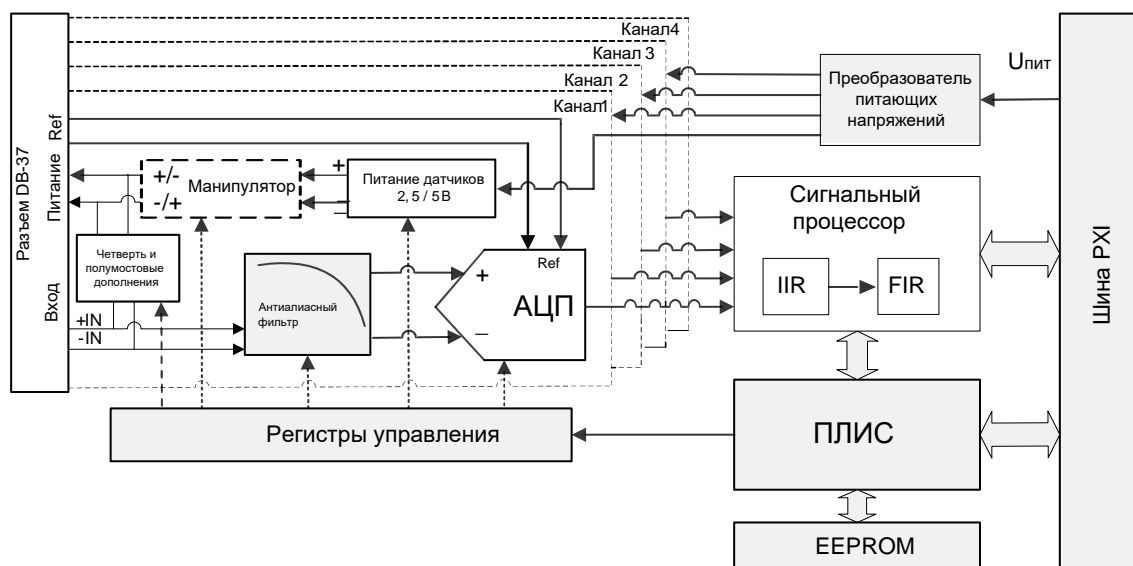 Разъем DB-37
Ref
Питание
Вход
+IN
-IN
Канал4
Канал 3
Канал 2
Канал1
+/-
-/+
Манипулятор
+
−
Питание датчиков
2, 5 / 5 В
Четверть и
полумостовые
дополнения
Антиалиасный
фильтр
+
−
Ref
АЦП
Преобразователь
питающих
напряжений
Uпит
Сигнальный
процессор
IIR
FIR
Шина PXI
ПЛИС
Регистры управления
EEPROM